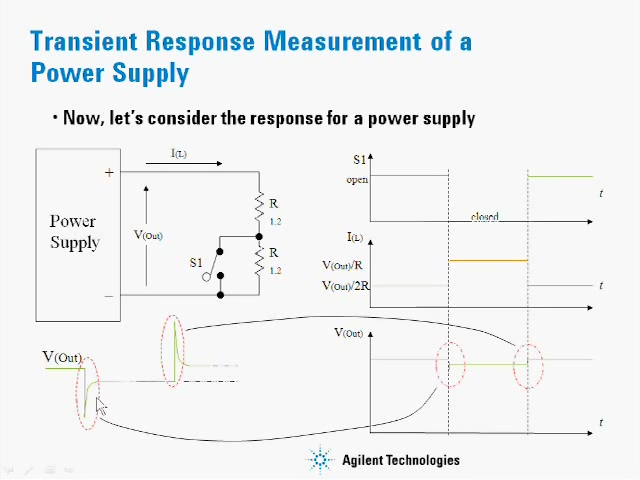 Transient Response Measurement of a
Power Supply
• Now, let's consider the response for a power supply
I(L)
+
R
1.2
Power
Supply
V(Out)
S1
R
1.2
–
S1
open
t
closed
I(L)
V(Out)/R
V(Out)/2R
t
V(Out)
V(Out)
t
Agilent Technologies